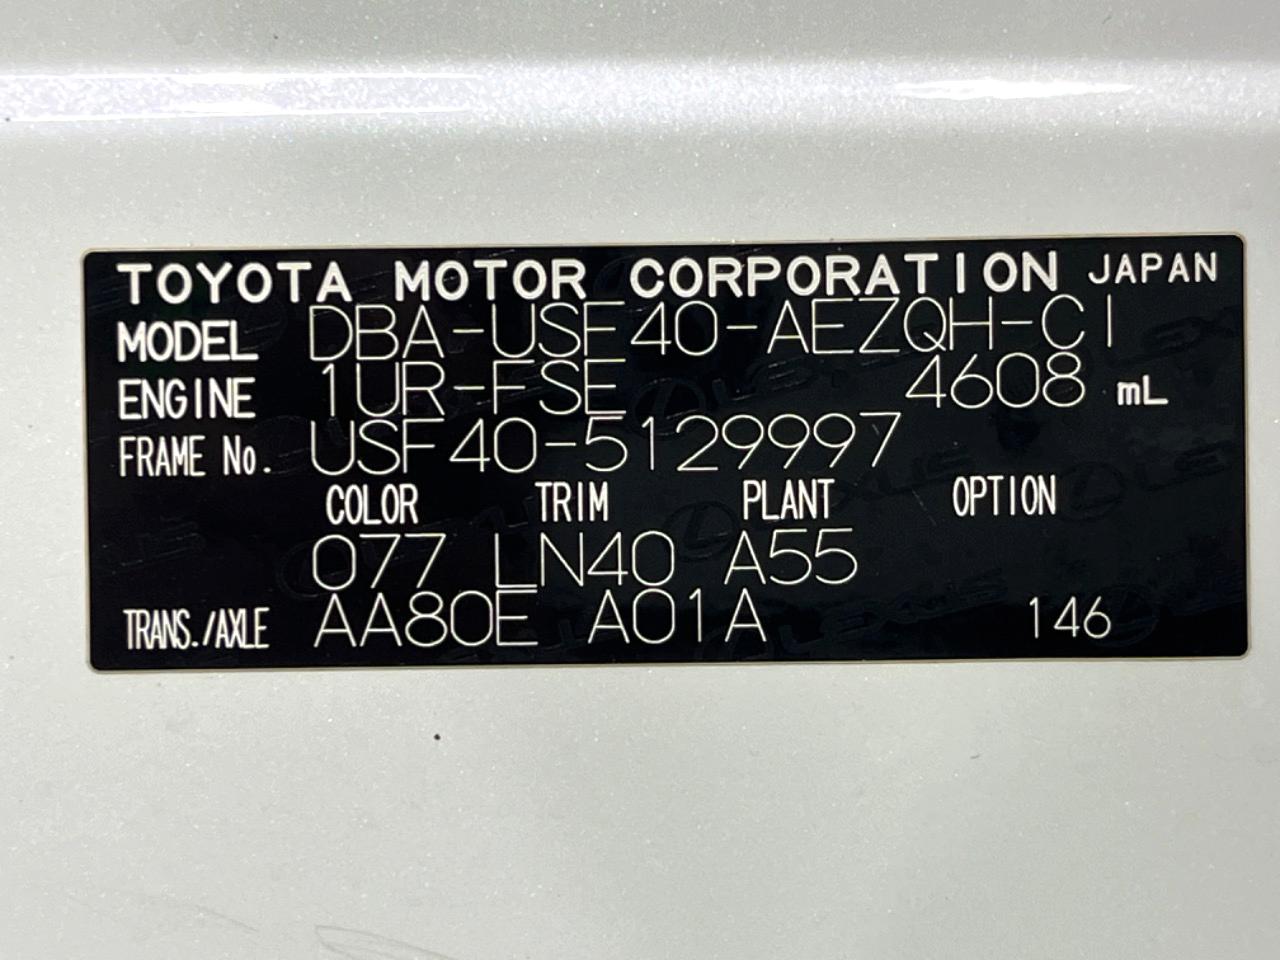 TOYOTA MOTOR CORPORATION JAPAN
MODEL DBA-USF40-AEZQH-CI
ENGINE 1UR-FSE 4608 mL
FRAME No. USF40-5129997
COLOR TRIM PLANT OPTION
077 LN40 A55
TRANS./AXLE AA80E A01A 146